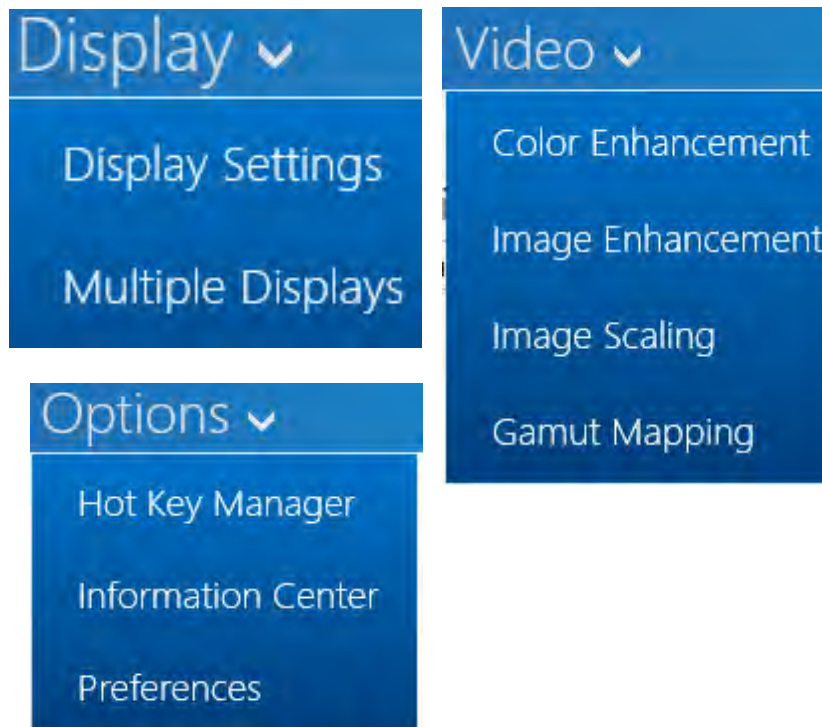 Display
Display Settings
Multiple Displays
Video
Color Enhancement
Image Enhancement
Image Scaling
Gamut Mapping
Options
Hot Key Manager
Information Center
Preferences